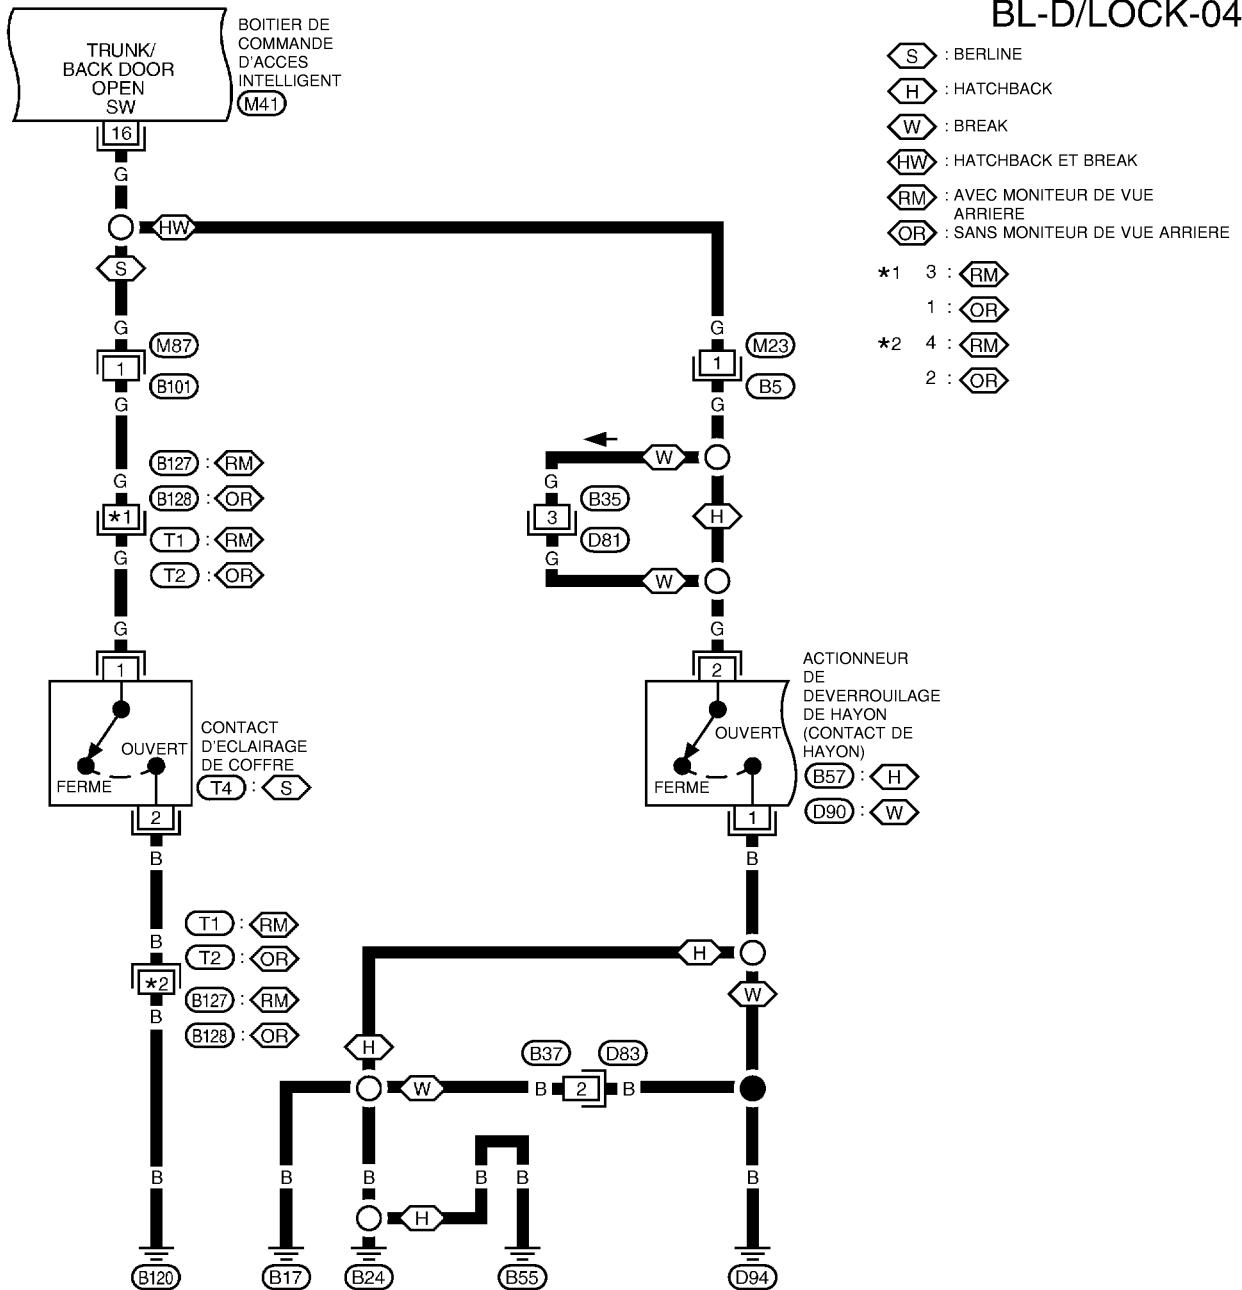 BL-D/LOCK-04
TRUNK/
BACK DOOR
OPEN
SW
16
BOITIER DE
COMMANDE
D'ACCES
INTELLIGENT
M41
S : BERLINE
H : HATCHBACK
W : BREAK
HW : HATCHBACK ET BREAK
RM : AVEC MONITEUR DE VUE
ARRIERE
OR : SANS MONITEUR DE VUE ARRIERE
*1 3 : RM
1 : OR
*2 4 : RM
2 : OR
G
HW
S
G
M87
1
B101
G
G
M23
1
B5
G
B127 : RM
G
B128 : OR
*1
T1 : RM
G
T2 : OR
G
W
G
B35
3
D81
H
G
W
G
1
OUVERT
FERME
CONTACT
D'ECLAIRAGE
DE COFFRE
T4 : S
2
B
2
OUVERT
FERME
ACTIONNEUR
DE
DEVERROUILAGE
DE HAYON
(CONTACT DE
HAYON)
B57 : H
D90 : W
1
B
T1 : RM
B
T2 : OR
*2
B127 : RM
B
B128 : OR
H
W
H
B37
D83
W
B
2
B
B
B
B
B
B
B
H
B120
B17
B24
B55
D94